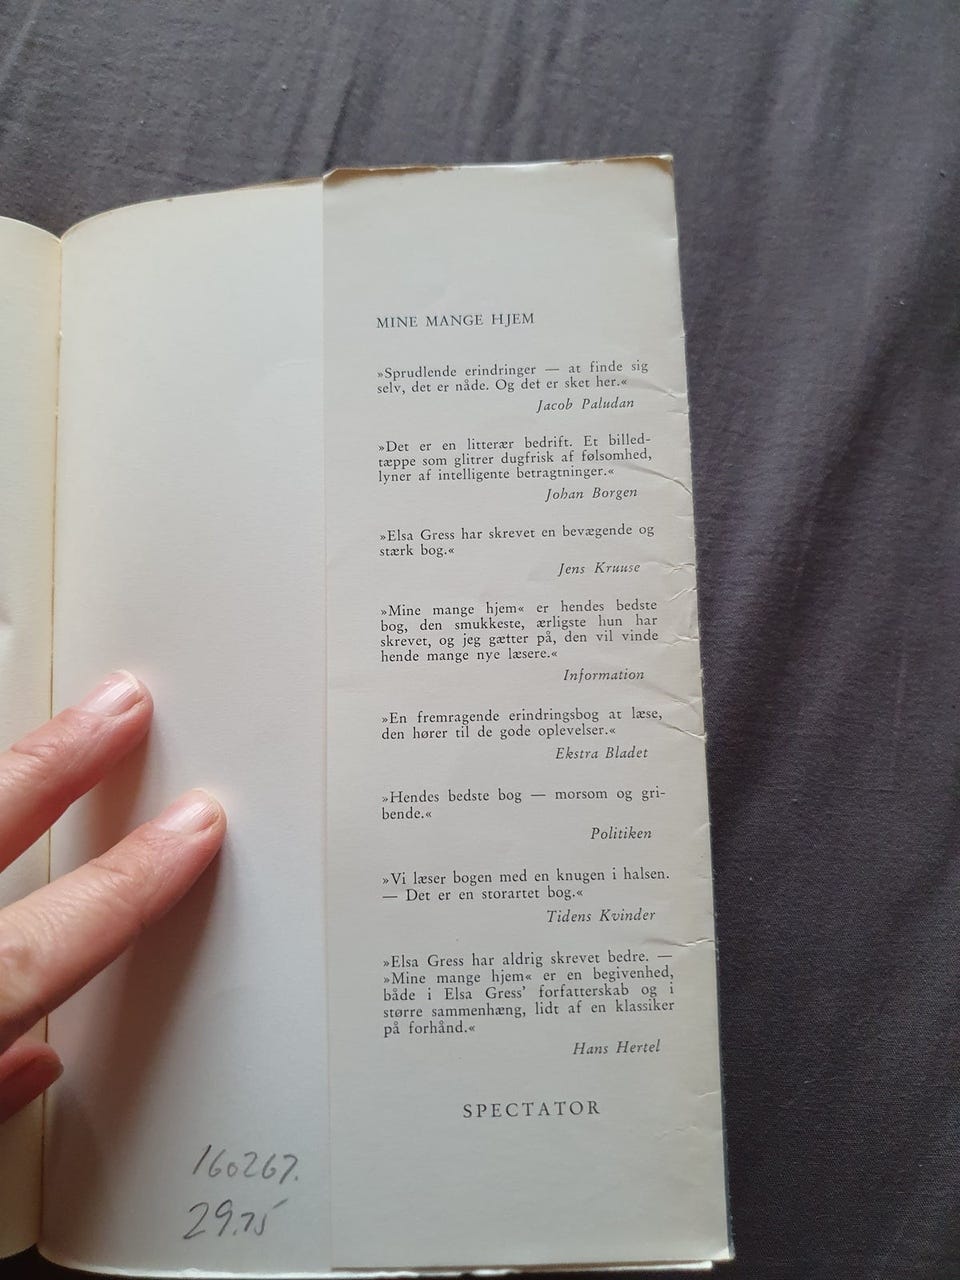 MINE MANGE HJEM
»Sprudlende erindringer — at finde sig
selv, det er nåde. Og det er sket her.«
Jacob Paludan
»Det er en litterær bedrift. Et billed-
tæppe som glitrer dugfrisk af følsomhed,
lyner af intelligente betragtninger.«
Johan Borgen
»Elsa Gress har skrevet en bevægende og
stærk bog.«
Jens Kruuse
»Mine mange hjem« er hendes bedste
bog, den smukkeste, ærligste hun har
skrevet, og jeg gætter på, den vil vinde
hende mange nye læsere.«
Information
»En fremragende erindringsbog at læse,
den hører til de gode oplevelser.«
Ekstra Bladet
»Hendes bedste bog — morsom og gri-
bende.«
Politiken
»Vi læser bogen med en knugen i halsen.
— Det er en storartet bog.«
Tidens Kvinder
»Elsa Gress har aldrig skrevet bedre. —
»Mine mange hjem« er en begivenhed,
både i Elsa Gress’ forfatterskab og i
større sammenhæng, lidt af en klassiker
på forhånd.«
Hans Hertel
SPECTATOR
160267.
29.75